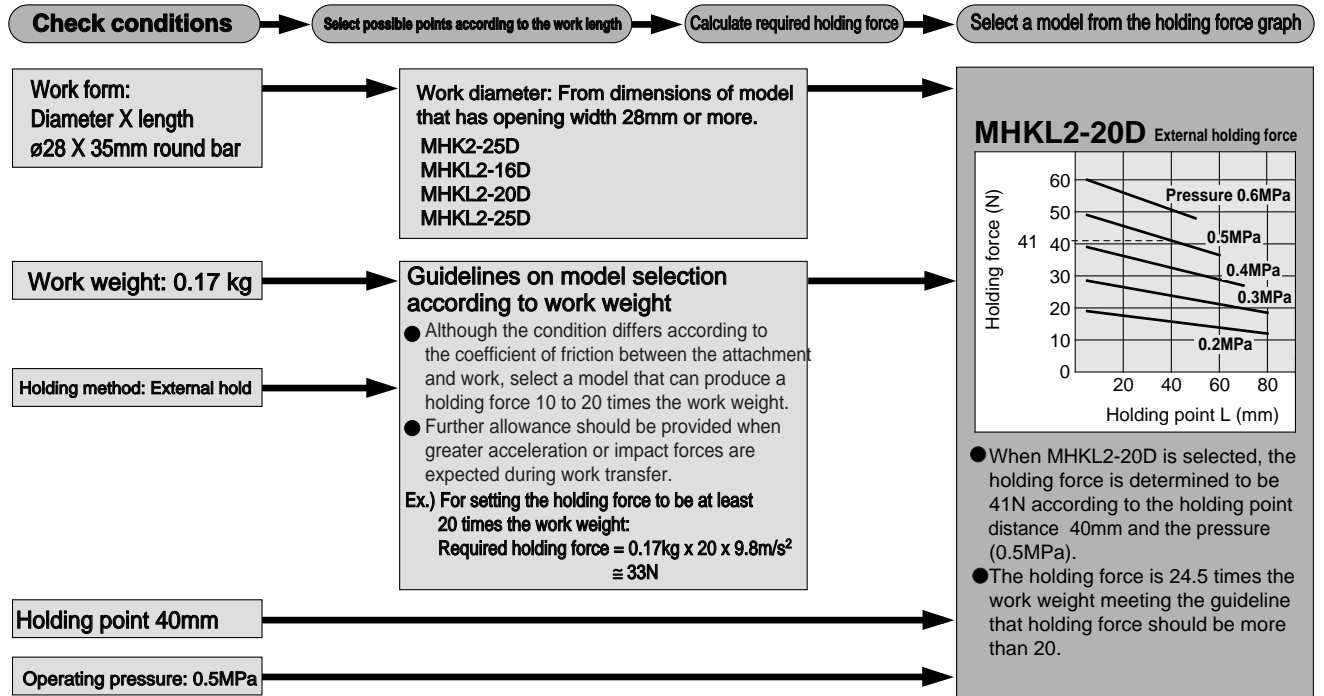 Check conditions
Select possible points according to the work length
Calculate required holding force
Select a model from the holding force graph
Work form:
Diameter X length
ø28 X 35mm round bar
Work diameter: From dimensions of model
that has opening width 28mm or more.
MHK2-25D
MHKL2-16D
MHKL2-20D
MHKL2-25D
Work weight: 0.17 kg
Holding method: External hold
Guidelines on model selection
according to work weight
● Although the condition differs according to
the coefficient of friction between the attachment
and work, select a model that can produce a
holding force 10 to 20 times the work weight.
● Further allowance should be provided when
greater acceleration or impact forces are
expected during work transfer.
Ex.) For setting the holding force to be at least
20 times the work weight:
Required holding force = 0.17kg x 20 x 9.8m/s²
≅ 33N
Holding point 40mm
Operating pressure: 0.5MPa
MHKL2-20D External holding force
Holding force (N)
60
50
41 40
30
20
10
0
Pressure 0.6MPa
0.5MPa
0.4MPa
0.3MPa
0.2MPa
20 40 60 80
Holding point L (mm)
● When MHKL2-20D is selected, the
holding force is determined to be
41N according to the holding point
distance 40mm and the pressure
(0.5MPa).
● The holding force is 24.5 times the
work weight meeting the guideline
that holding force should be more
than 20.